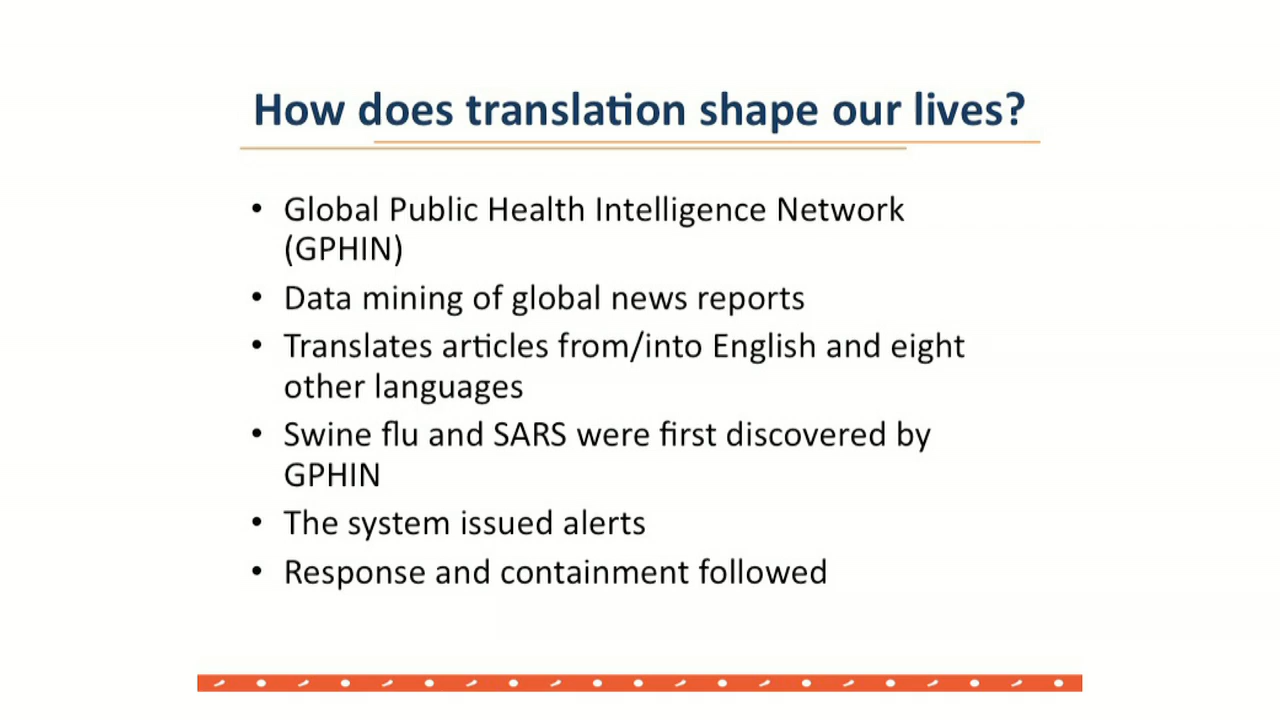 How does translation shape our lives?
• Global Public Health Intelligence Network
(GPHIN)
• Data mining of global news reports
• Translates articles from/into English and eight
other languages
• Swine flu and SARS were first discovered by
GPHIN
• The system issued alerts
• Response and containment followed